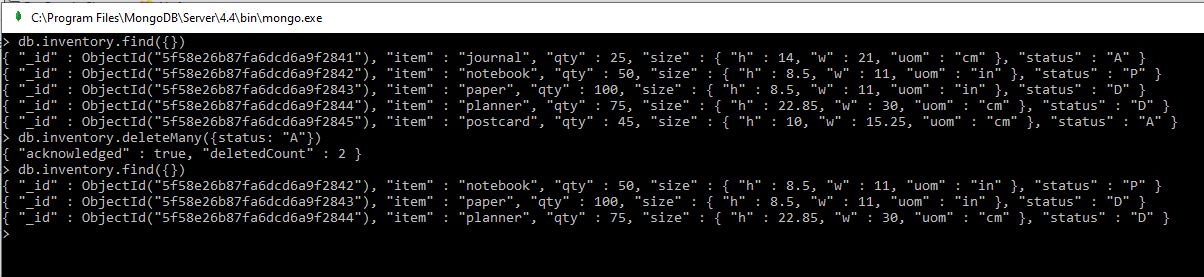 C:\Program Files\MongoDB\Server\4.4\bin\mongo.exe
> db.inventory.find({})
{ "_id" : ObjectId("5f58e26b87fa6dcd6a9f2841"), "item" : "journal", "qty" : 25, "size" : { "h" : 14, "w" : 21, "uom" : "cm" }, "status" : "A" }
{ "_id" : ObjectId("5f58e26b87fa6dcd6a9f2842"), "item" : "notebook", "qty" : 50, "size" : { "h" : 8.5, "w" : 11, "uom" : "in" }, "status" : "P" }
{ "_id" : ObjectId("5f58e26b87fa6dcd6a9f2843"), "item" : "paper", "qty" : 100, "size" : { "h" : 8.5, "w" : 11, "uom" : "in" }, "status" : "D" }
{ "_id" : ObjectId("5f58e26b87fa6dcd6a9f2844"), "item" : "planner", "qty" : 75, "size" : { "h" : 22.85, "w" : 30, "uom" : "cm" }, "status" : "D" }
{ "_id" : ObjectId("5f58e26b87fa6dcd6a9f2845"), "item" : "postcard", "qty" : 45, "size" : { "h" : 10, "w" : 15.25, "uom" : "cm" }, "status" : "A" }
> db.inventory.deleteMany({status: "A"})
{ "acknowledged" : true, "deletedCount" : 2 }
> db.inventory.find({})
{ "_id" : ObjectId("5f58e26b87fa6dcd6a9f2842"), "item" : "notebook", "qty" : 50, "size" : { "h" : 8.5, "w" : 11, "uom" : "in" }, "status" : "P" }
{ "_id" : ObjectId("5f58e26b87fa6dcd6a9f2843"), "item" : "paper", "qty" : 100, "size" : { "h" : 8.5, "w" : 11, "uom" : "in" }, "status" : "D" }
{ "_id" : ObjectId("5f58e26b87fa6dcd6a9f2844"), "item" : "planner", "qty" : 75, "size" : { "h" : 22.85, "w" : 30, "uom" : "cm" }, "status" : "D" }
>